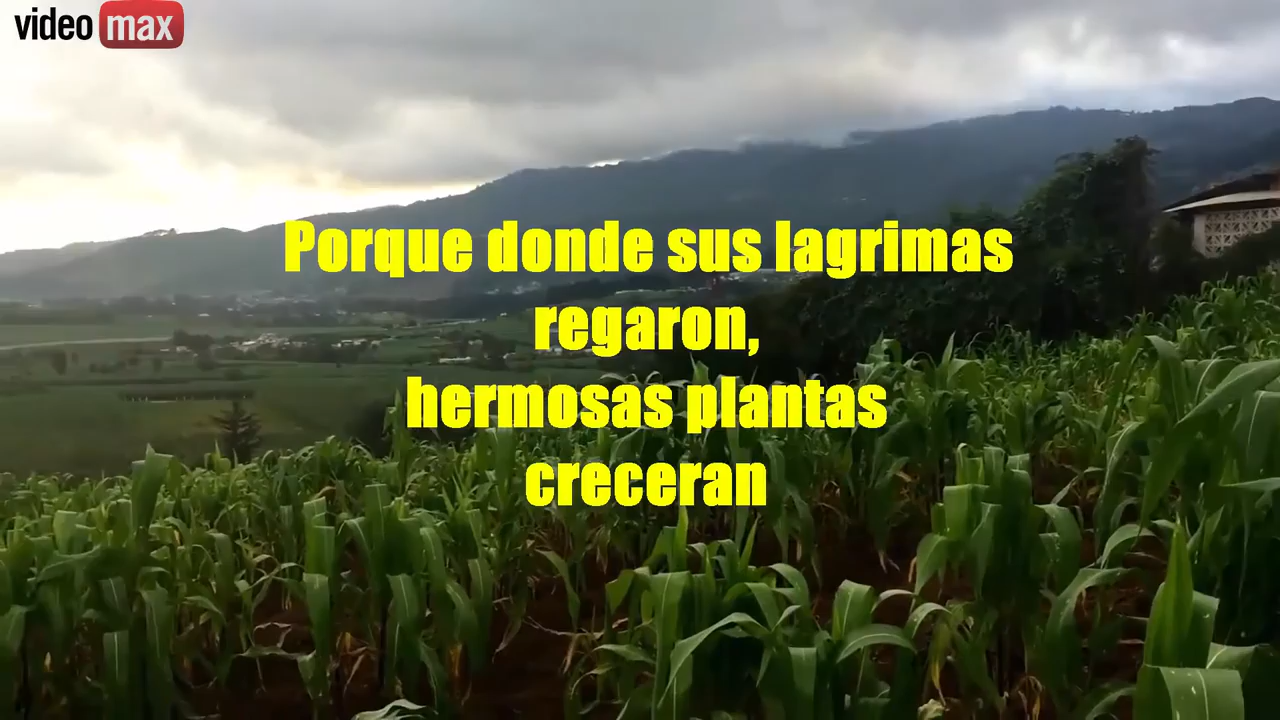 video max
Porque donde sus lagrimas
regaron,
hermosas plantas
creceran